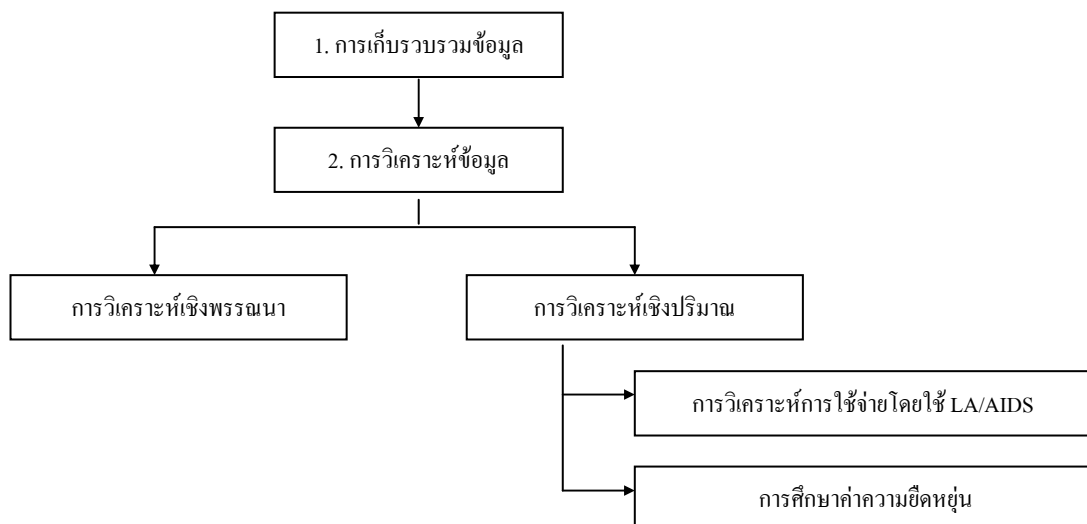 1. การเก็บรวบรวมข้อมูล
2. การวิเคราะห์ข้อมูล
การวิเคราะห์เชิงพรรณนา
การวิเคราะห์เชิงปริมาณ
การวิเคราะห์การใช้จ่ายโดยใช้ LA/AIDS
การศึกษาค่าความยืดหยุ่น